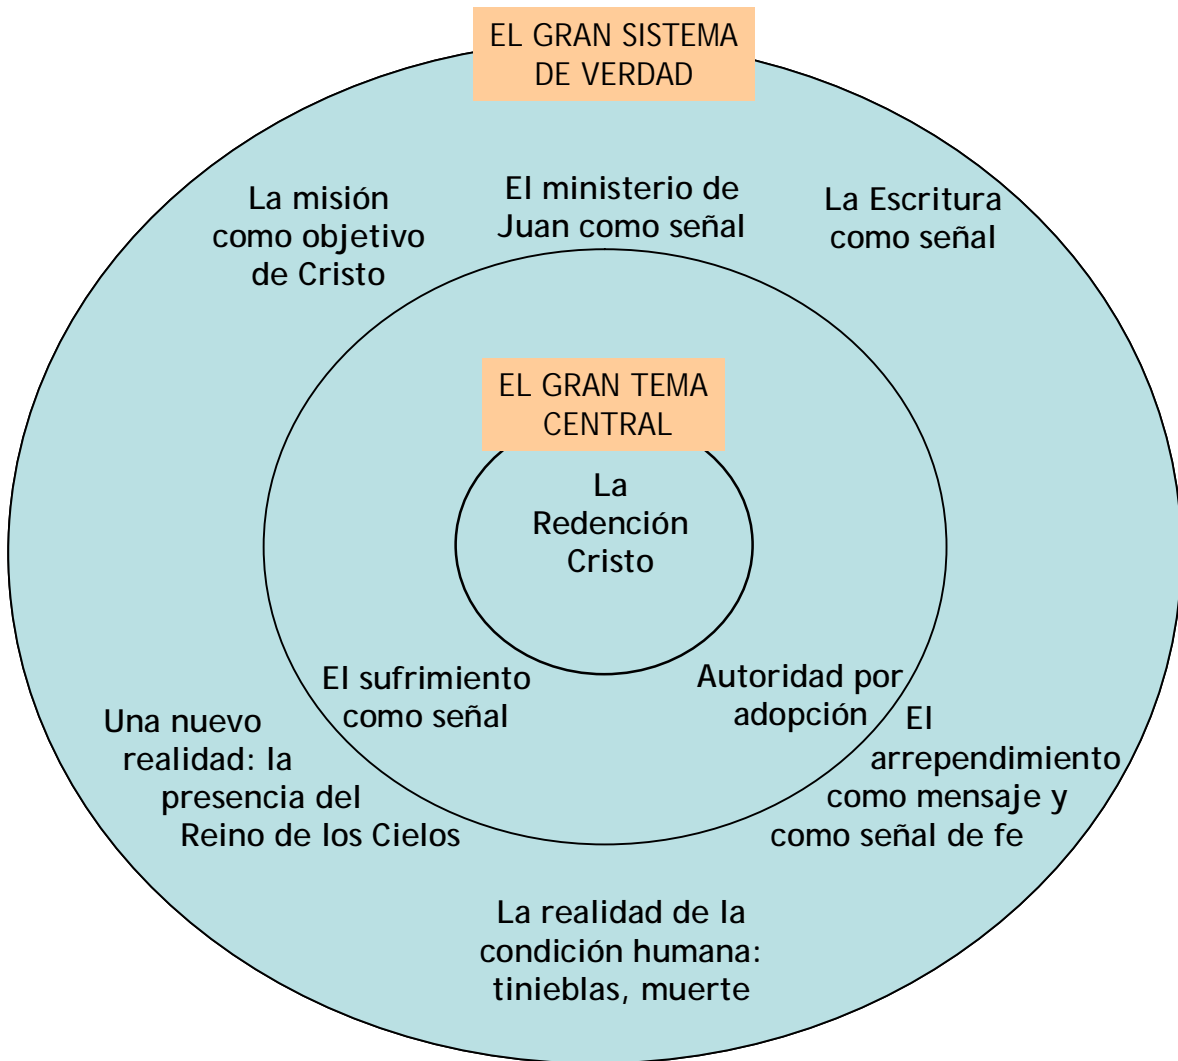 EL GRAN SISTEMA
DE VERDAD
La misión
como objetivo
de Cristo
El ministerio de
Juan como señal
La Escritura
como señal
EL GRAN TEMA
CENTRAL
La
Redención
Cristo
El sufrimiento
como señal
Autoridad por
adopción
Una nuevo
realidad: la
presencia del
Reino de los Cielos
El
arrependimiento
como mensaje y
como señal de fe
La realidad de la
condición humana:
tinieblas, muerte